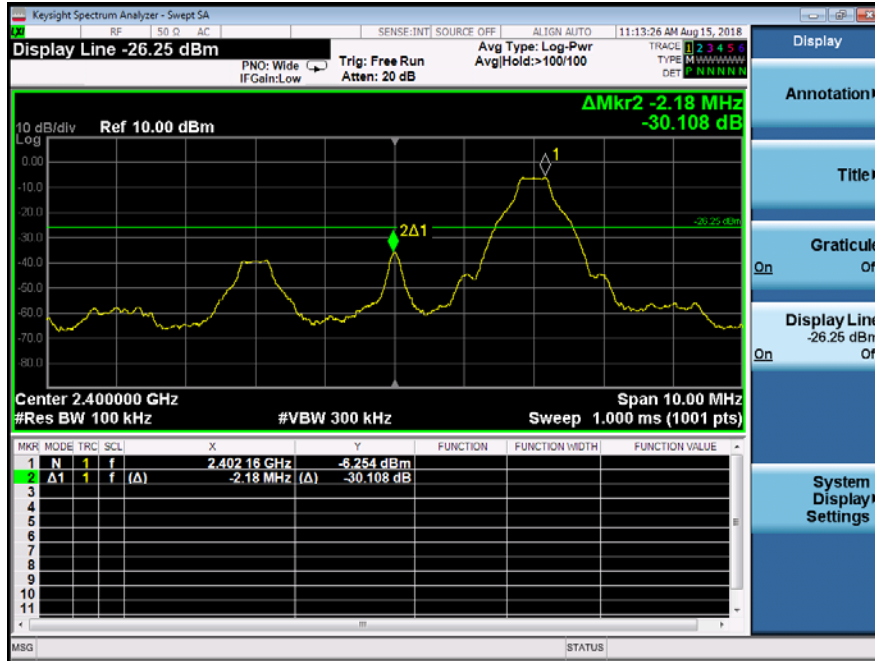 Keysight Spectrum Analyzer - Swept SA
LXI RF 50 Ω AC SENSE:INT SOURCE OFF ALIGN AUTO 11:13:26 AM Aug 15, 2018
Display Line -26.25 dBm
PNO: Wide
IFGain:Low
Trig: Free Run
Atten: 20 dB
Avg Type: Log-Pwr
Avg|Hold:>100/100
TRACE 1 2 3 4 5 6
TYPE M WWWWW
DET P N N N N N
ΔMkr2 -2.18 MHz
-30.108 dB
10 dB/div Ref 10.00 dBm
Log
0.00
-10.0
-20.0
-30.0
-40.0
-50.0
-60.0
-70.0
-80.0
1
2Δ1
-26.25 dBm
Center 2.400000 GHz Span 10.00 MHz
#Res BW 100 kHz #VBW 300 kHz Sweep 1.000 ms (1001 pts)
MKR MODE TRC SCL X Y FUNCTION FUNCTION WIDTH FUNCTION VALUE
1 N 1 f 2.402 16 GHz -6.254 dBm
2 Δ1 1 f (Δ) -2.18 MHz (Δ) -30.108 dB
3
4
5
6
7
8
9
10
11
MSG STATUS
Display
Annotation
Title
Graticule
On Of
Display Line
-26.25 dBm
On Of
System
Display
Settings